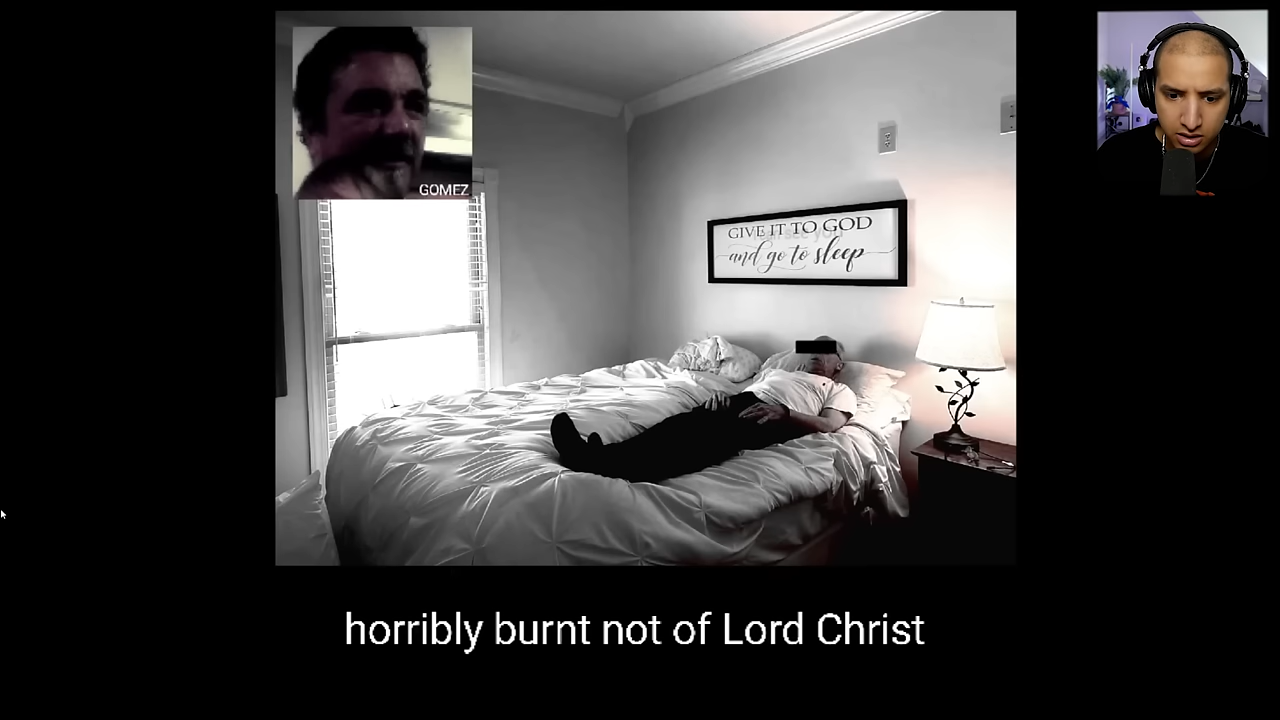 GOMEZ
GIVE IT TO GOD
and go to sleep
horribly burnt not of Lord Christ